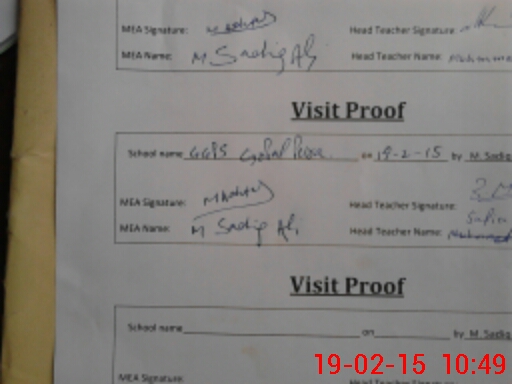 MEA Signature: Head Teacher Signature
MEA Name: M Sadiq Ali Head Teacher Name:
Visit Proof
School name GGPS on 19-2-15 by M. Sadiq
MEA Signature: Head Teacher Signature:
MEA Name: M Sadiq Ali Head Teacher Name:
Visit Proof
School name on by M. Sadiq
MEA Signature:
19-02-15 10:49